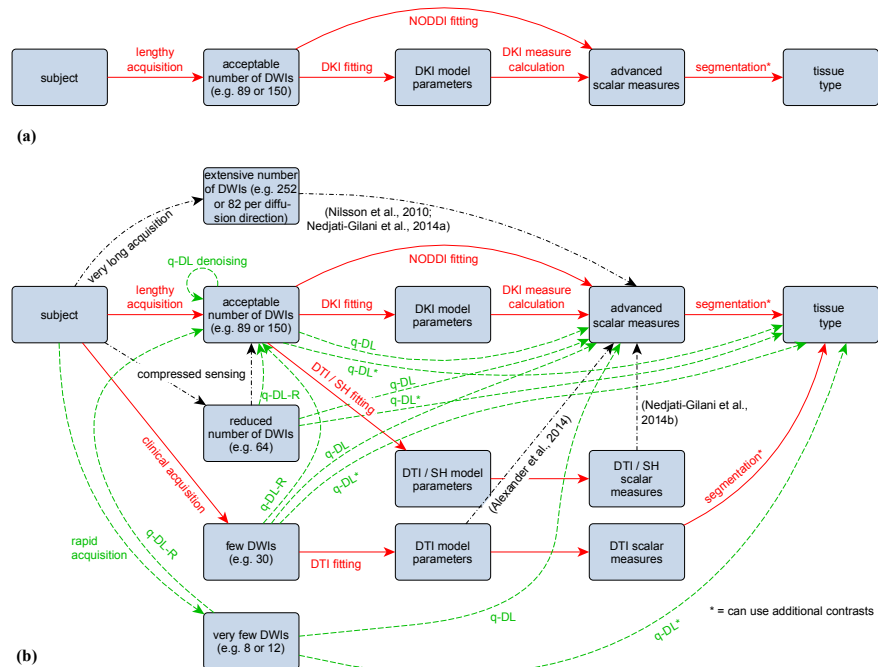 NODDI fitting
lengthy
acquisition
DKI fitting
DKI measure
calculation
segmentation*
subject
acceptable
number of DWIs
(e.g. 89 or 150)
DKI model
parameters
advanced
scalar measures
tissue
type
(a)
extensive number
of DWIs (e.g. 252
or 82 per diffu-
sion direction)
very long acquisition
(Nilsson et al., 2010;
Nedjati-Gilani et al., 2014a)
q-DL denoising
NODDI fitting
lengthy
acquisition
DKI fitting
DKI measure
calculation
segmentation*
subject
acceptable
number of DWIs
(e.g. 89 or 150)
DKI model
parameters
advanced
scalar measures
tissue
type
q-DL
q-DL*
compressed sensing
q-DL-R
DTI / SH fitting
q-DL
q-DL*
reduced
number of DWIs
(e.g. 64)
(Nedjati-Gilani et al.,
2014b)
clinical acquisition
q-DL
q-DL*
q-DL-R
(Alexander et al., 2014)
DTI / SH model
parameters
DTI / SH
scalar
measures
segmentation*
rapid
acquisition
q-DL-R
few DWIs
(e.g. 30)
DTI fitting
DTI model
parameters
DTI scalar
measures
very few DWIs
(e.g. 8 or 12)
q-DL
q-DL*
* = can use additional contrasts
(b)